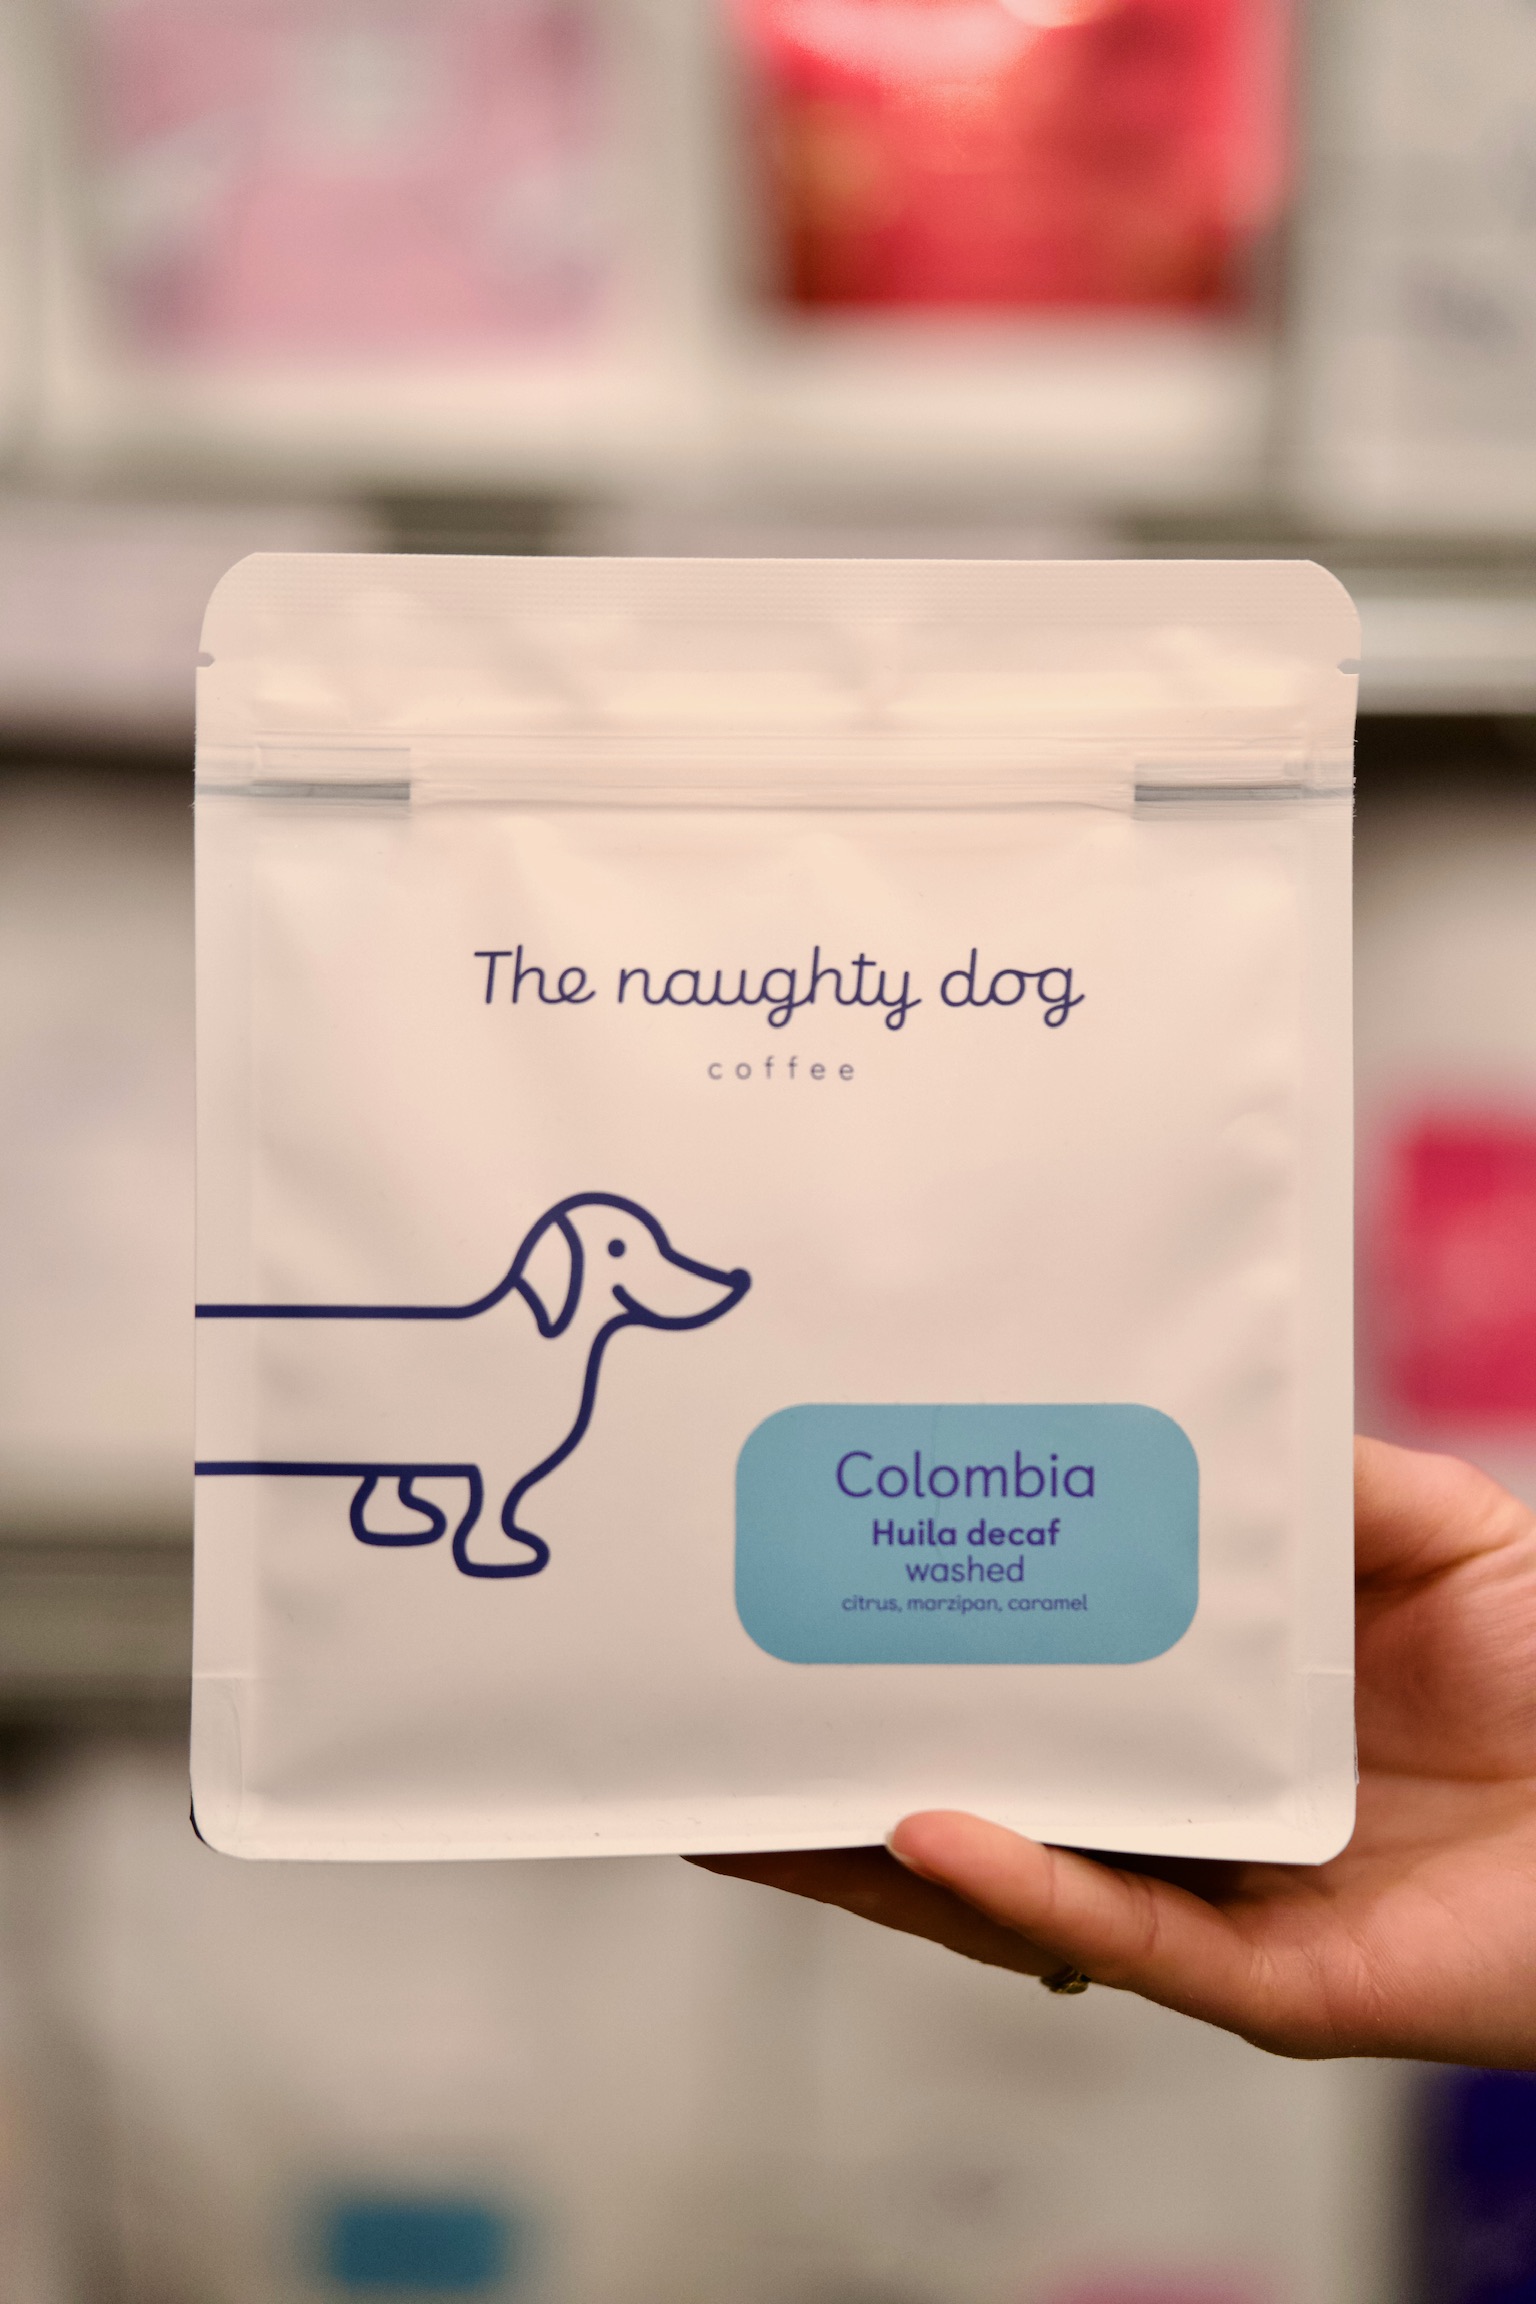 The naughty dog
coffee
Colombia
Huila decaf
washed
citrus, marzipan, caramel